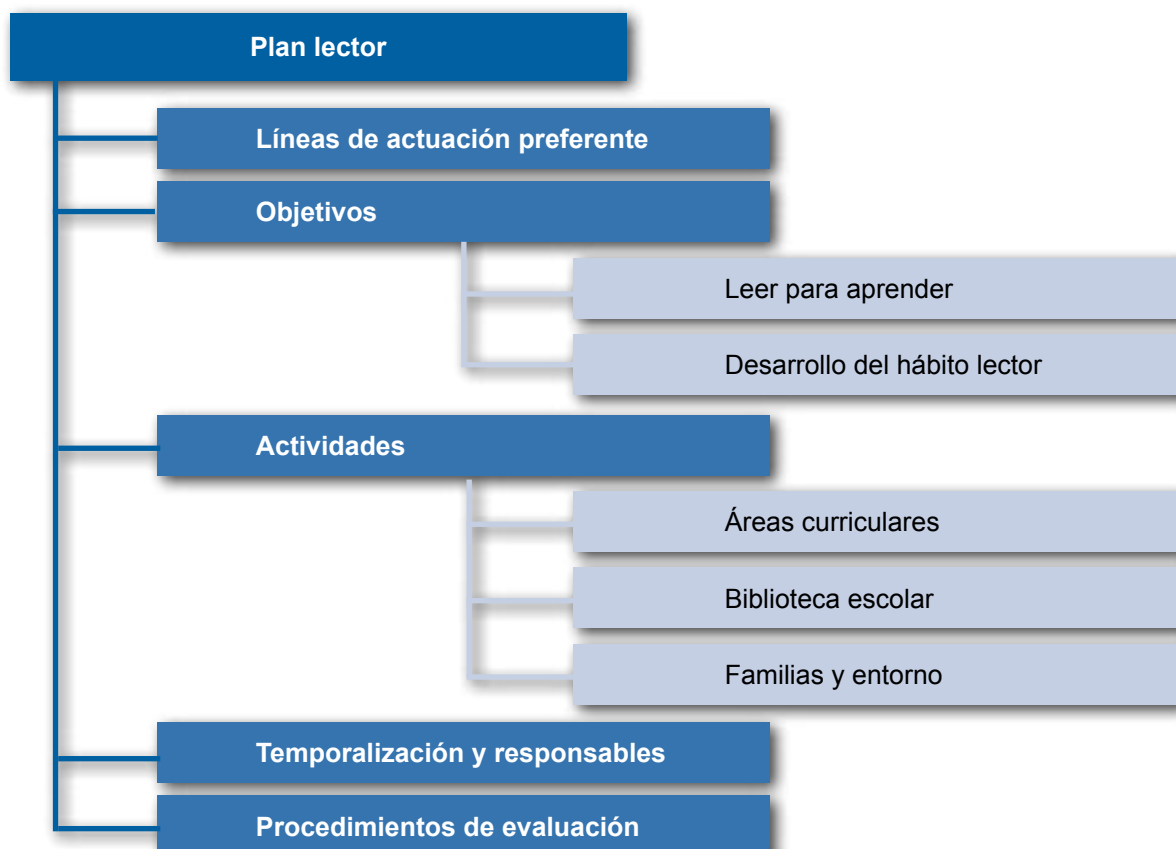 Plan lector
Líneas de actuación preferente
Objetivos
Leer para aprender
Desarrollo del hábito lector
Actividades
Áreas curriculares
Biblioteca escolar
Familias y entorno
Temporalización y responsables
Procedimientos de evaluación